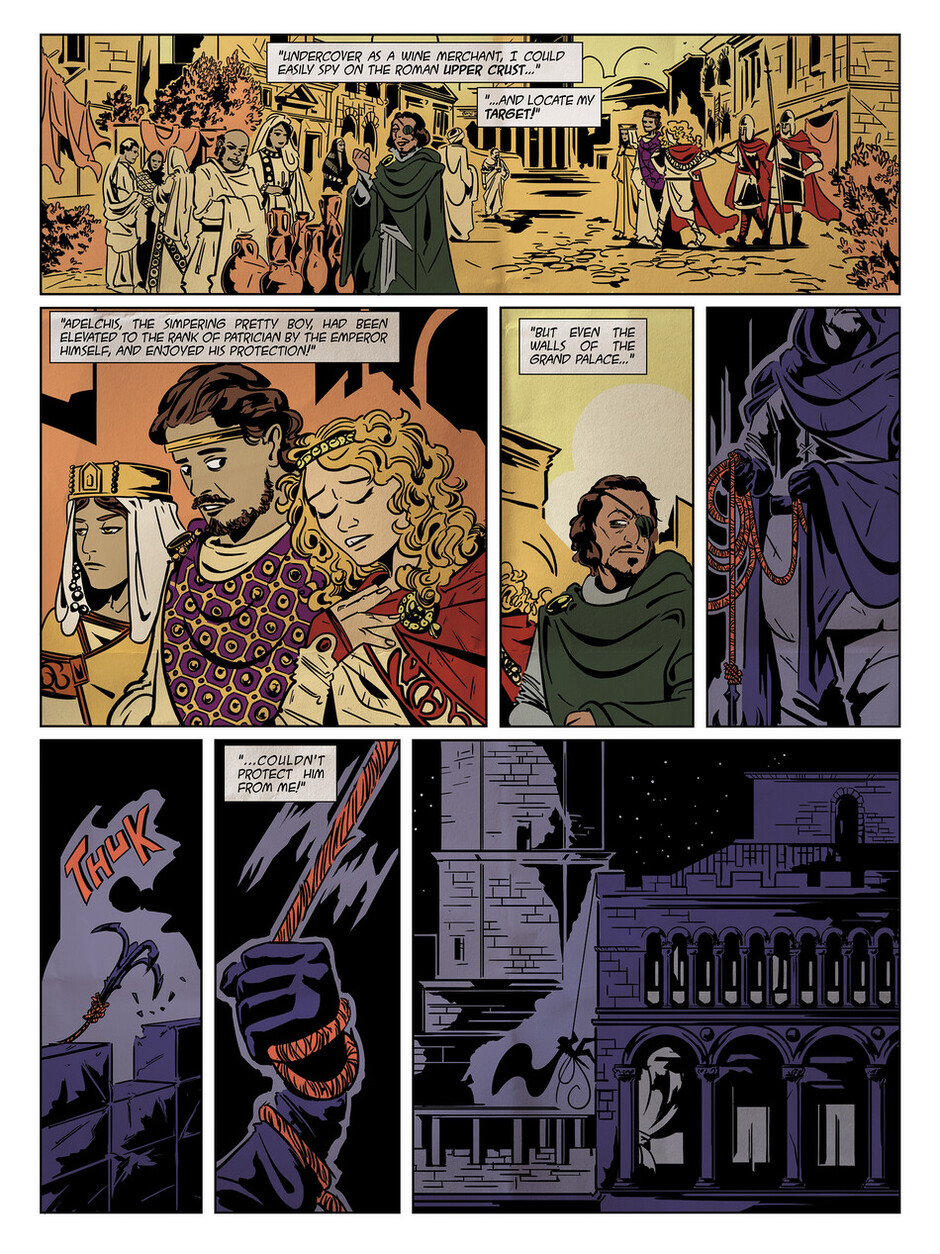 "UNDERCOVER AS A WINE MERCHANT, I COULD
EASILY SPY ON THE ROMAN UPPER CRUST..."
"...AND LOCATE MY
TARGET!"
"ADELCHIS, THE SIMPERING PRETTY BOY, HAD BEEN
ELEVATED TO THE RANK OF PATRICIAN BY THE EMPEROR
HIMSELF, AND ENJOYED HIS PROTECTION!"
"BUT EVEN THE
WALLS OF THE
GRAND PALACE..."
THUK
"...COULDN'T
PROTECT HIM
FROM ME!"